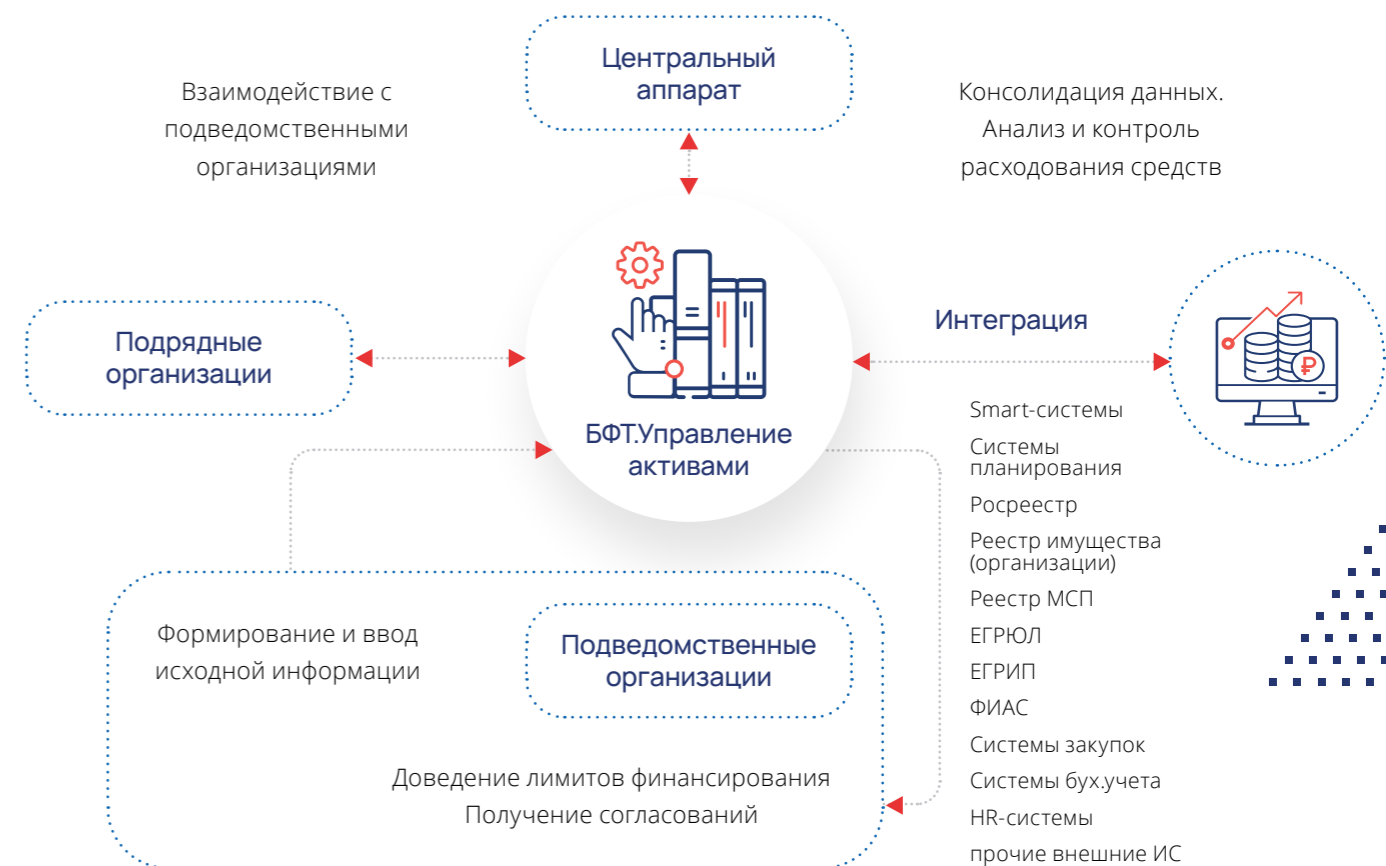 Центральный
аппарат
Взаимодействие с
подведомственными
организациями
Консолидация данных.
Анализ и контроль
расходования средств
Подрядные
организации
БФТ.Управление
активами
Интеграция
₽
Smart-системы
Системы
планирования
Росреестр
Реестр имущества
(организации)
Реестр МСП
ЕГРЮЛ
ЕГРИП
ФИАС
Системы закупок
Системы бух.учета
HR-системы
прочие внешние ИС
Формирование и ввод
исходной информации
Подведомственные
организации
Доведение лимитов финансирования
Получение согласований